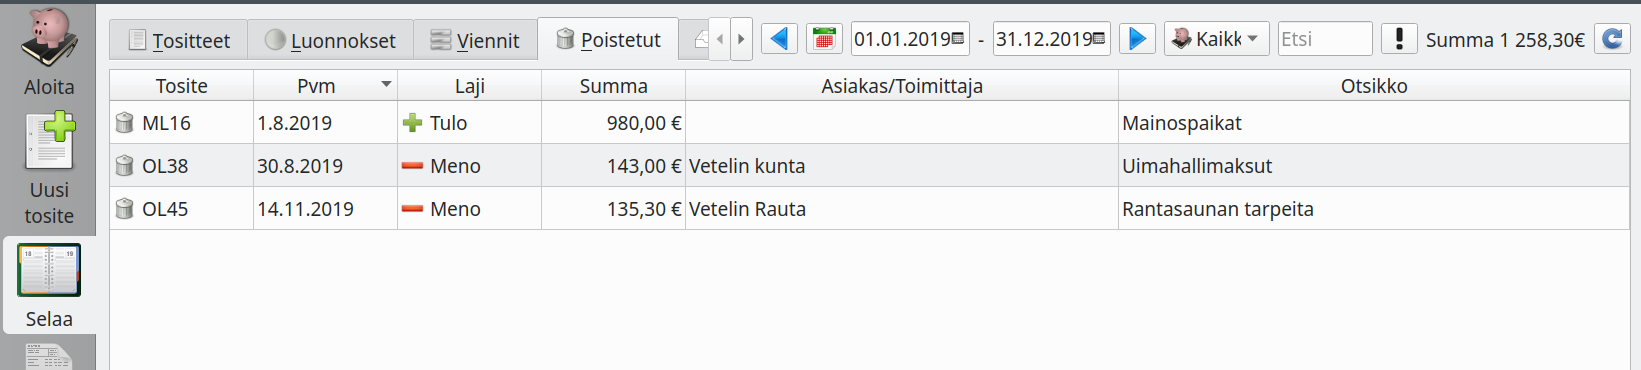 Aloita
Uusi
tosite
Selaa
Tositteet Luonnokset Viennit Poistetut 01.01.2019 - 31.12.2019 Kaikk Etsi Summa 1 258,30€
Tosite Pvm Laji Summa Asiakas/Toimittaja Otsikko
ML16 1.8.2019 Tulo 980,00 € Mainospaikat
OL38 30.8.2019 Meno 143,00 € Vetelin kunta Uimahallimaksut
OL45 14.11.2019 Meno 135,30 € Vetelin Rauta Rantasaunan tarpeita